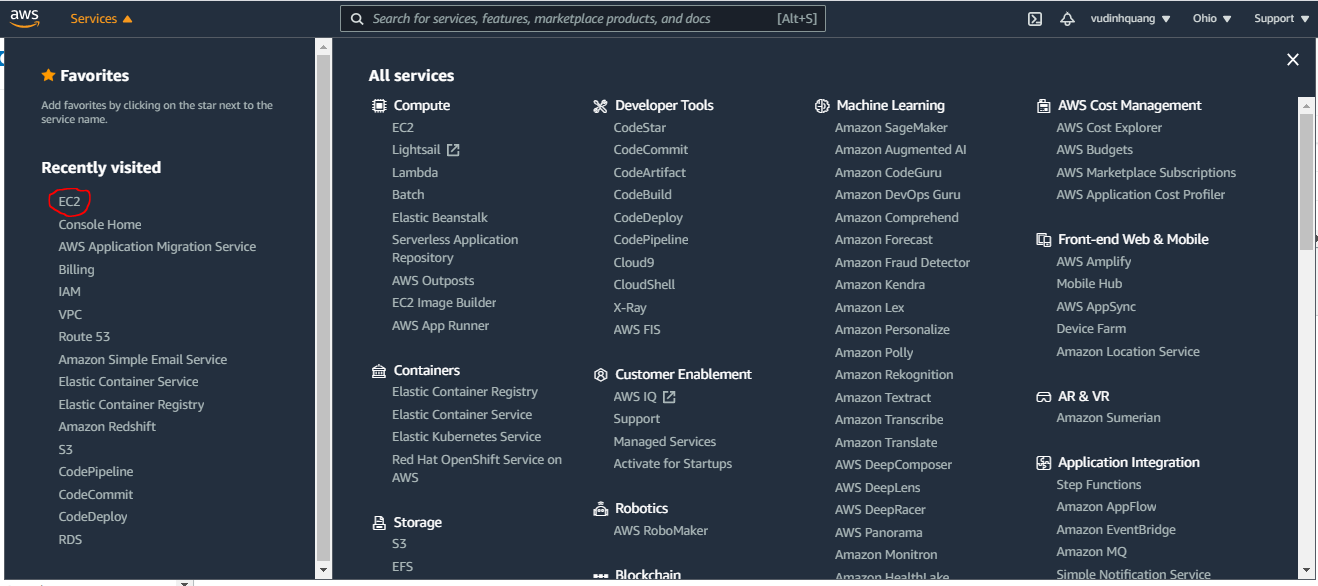 aws
Services
Search for services, features, marketplace products, and docs
[Alt+S]
vudinhquang
Ohio
Support
Favorites
Add favorites by clicking on the star next to the
service name.
Recently visited
EC2
Console Home
AWS Application Migration Service
Billing
IAM
VPC
Route 53
Amazon Simple Email Service
Elastic Container Service
Elastic Container Registry
Amazon Redshift
S3
CodePipeline
CodeCommit
CodeDeploy
RDS
All services
Compute
EC2
Lightsail
Lambda
Batch
Elastic Beanstalk
Serverless Application
Repository
AWS Outposts
EC2 Image Builder
AWS App Runner
Containers
Elastic Container Registry
Elastic Container Service
Elastic Kubernetes Service
Red Hat OpenShift Service on
AWS
Storage
S3
EFS
Developer Tools
CodeStar
CodeCommit
CodeArtifact
CodeBuild
CodeDeploy
CodePipeline
Cloud9
CloudShell
X-Ray
AWS FIS
Customer Enablement
AWS IQ
Support
Managed Services
Activate for Startups
Robotics
AWS RoboMaker
Blockchain
Machine Learning
Amazon SageMaker
Amazon Augmented AI
Amazon CodeGuru
Amazon DevOps Guru
Amazon Comprehend
Amazon Forecast
Amazon Fraud Detector
Amazon Kendra
Amazon Lex
Amazon Personalize
Amazon Polly
Amazon Rekognition
Amazon Textract
Amazon Transcribe
Amazon Translate
AWS DeepComposer
AWS DeepLens
AWS DeepRacer
AWS Panorama
Amazon Monitron
Amazon HealthLake
AWS Cost Management
AWS Cost Explorer
AWS Budgets
AWS Marketplace Subscriptions
AWS Application Cost Profiler
Front-end Web & Mobile
AWS Amplify
Mobile Hub
AWS AppSync
Device Farm
Amazon Location Service
AR & VR
Amazon Sumerian
Application Integration
Step Functions
Amazon AppFlow
Amazon EventBridge
Amazon MQ
Simple Notification Service